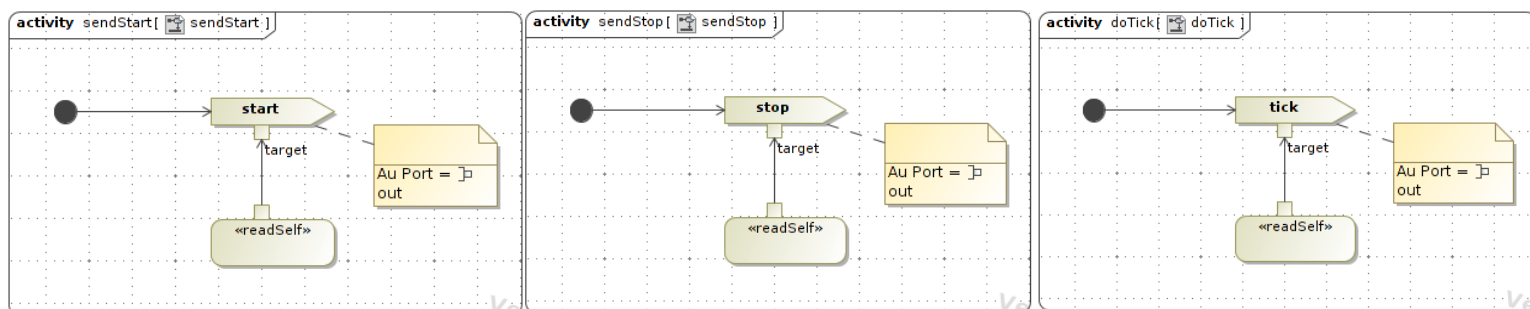 activity sendStart[ sendStart ]
start
target
Au Port =
out
«readSelf»
activity sendStop[ sendStop ]
stop
target
Au Port =
out
«readSelf»
activity doTick[ doTick ]
tick
target
Au Port =
out
«readSelf»